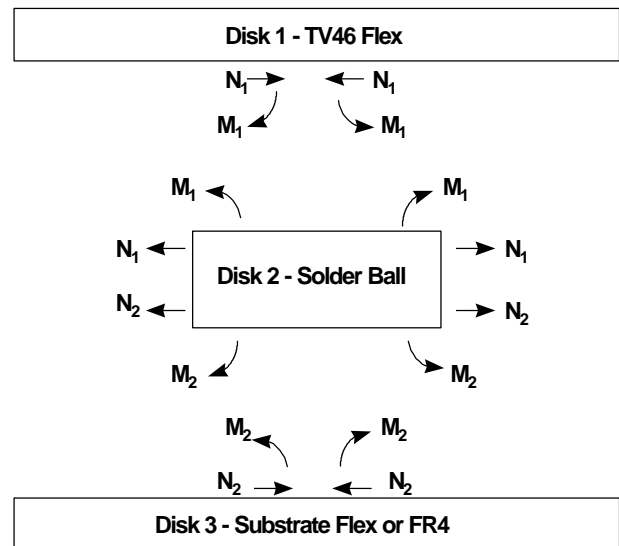 Disk 1 - TV46 Flex
N₁ N₁
M₁ M₁
M₁ M₁
N₁ N₁
Disk 2 - Solder Ball
N₂ N₂
M₂ M₂
M₂ M₂
N₂ N₂
Disk 3 - Substrate Flex or FR4